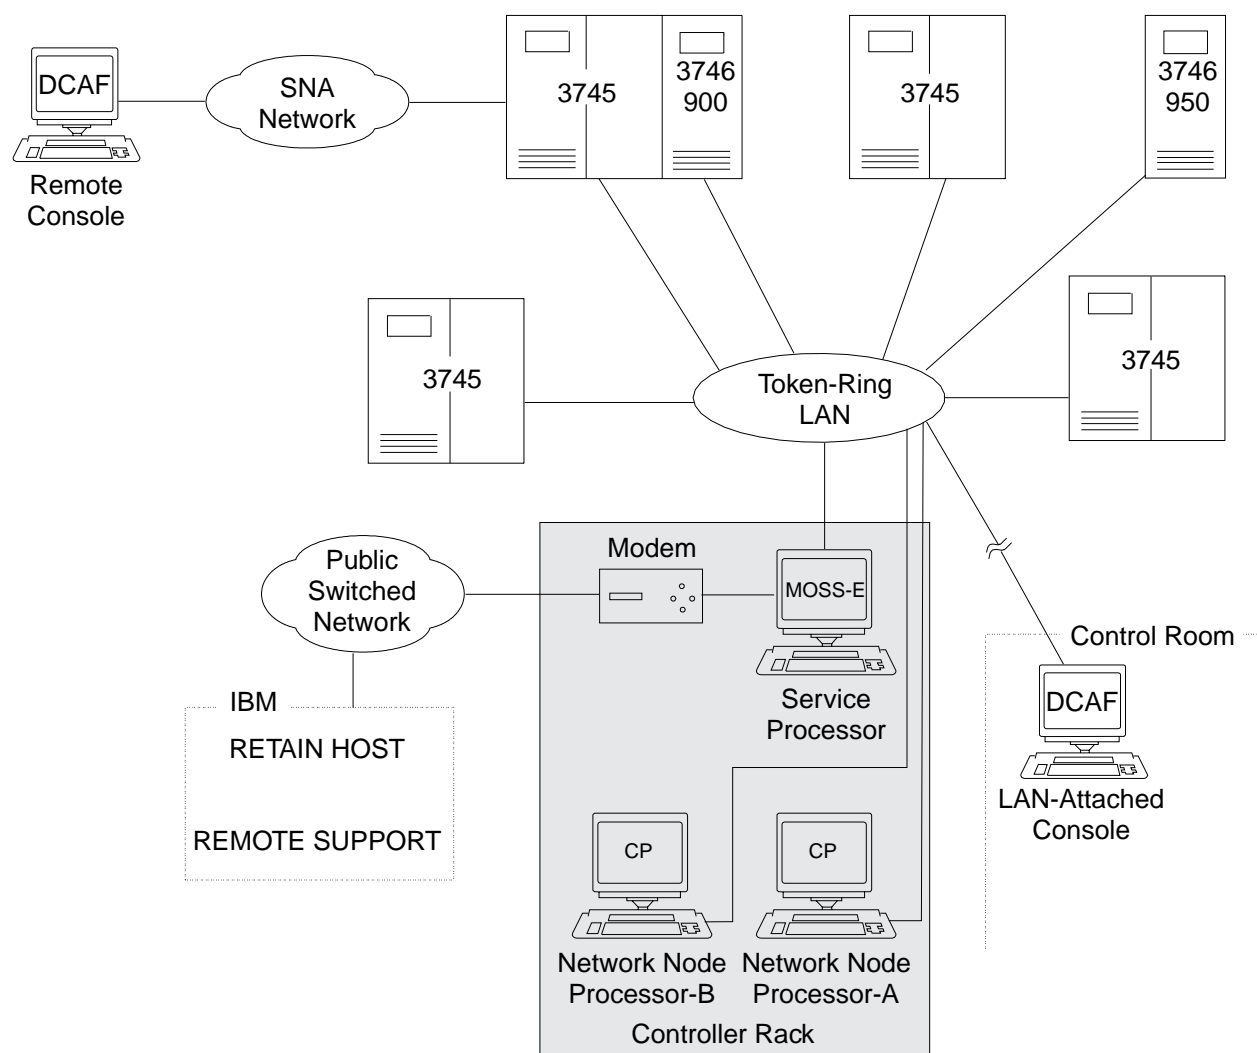 DCAF
Remote
Console
SNA
Network
3745
3746
900
3745
3746
950
3745
Token-Ring
LAN
3745
Public
Switched
Network
Modem
MOSS-E
Service
Processor
IBM
RETAIN HOST
REMOTE SUPPORT
Control Room
DCAF
LAN-Attached
Console
CP
Network Node
Processor-B
CP
Network Node
Processor-A
Controller Rack